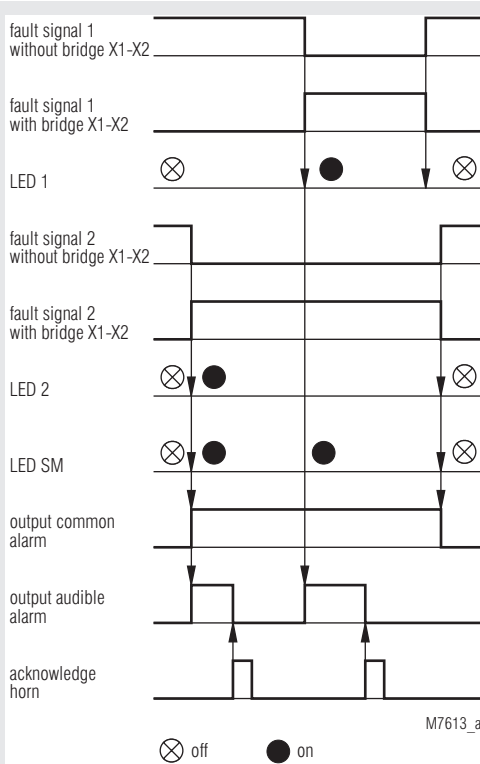 fault signal 1
without bridge X1-X2
fault signal 1
with bridge X1-X2
LED 1
fault signal 2
without bridge X1-X2
fault signal 2
with bridge X1-X2
LED 2
LED SM
output common
alarm
output audible
alarm
acknowledge
horn
M7613_a
off
on